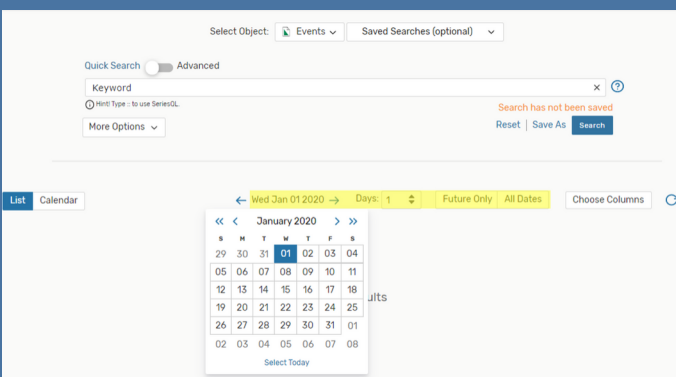 Select Object: Events Saved Searches (optional)
Quick Search Advanced
Keyword
Hint! Type :: to use SeriesQL.
Search has not been saved
More Options Reset | Save As Search
List Calendar Wed Jan 01 2020 Days: 1 Future Only All Dates Choose Columns
January 2020
S M T W T F S
29 30 31 01 02 03 04
05 06 07 08 09 10 11
12 13 14 15 16 17 18
ults
19 20 21 22 23 24 25
26 27 28 29 30 31 01
02 03 04 05 06 07 08
Select Today